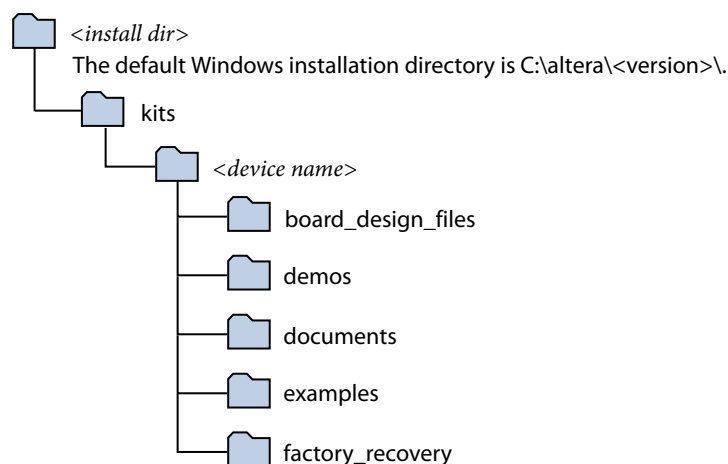 <install dir>
The default Windows installation directory is C:\altera\<version>\.
kits
<device name>
board_design_files
demos
documents
examples
factory_recovery